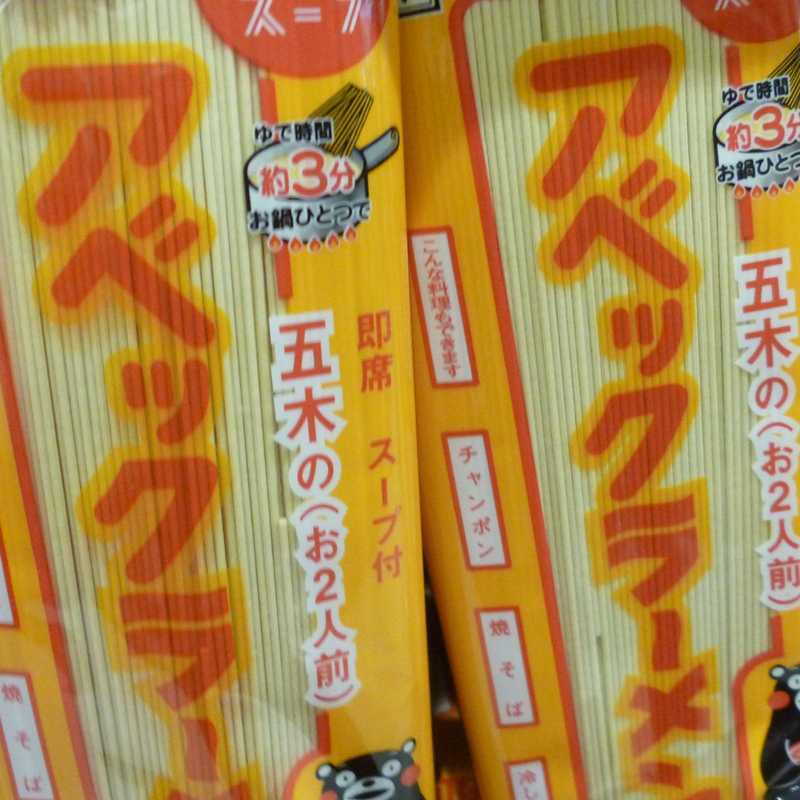 スープ
アベックラー
ゆで時間
約3分
お鍋ひとつで
即席 スープ付
五木の(お2人前)
焼そば
こんな料理もできます
チャンポン
焼そば
冷し
アベックラーメン
ゆで時間
約3分
お鍋ひとつ
五木の(お2人前)